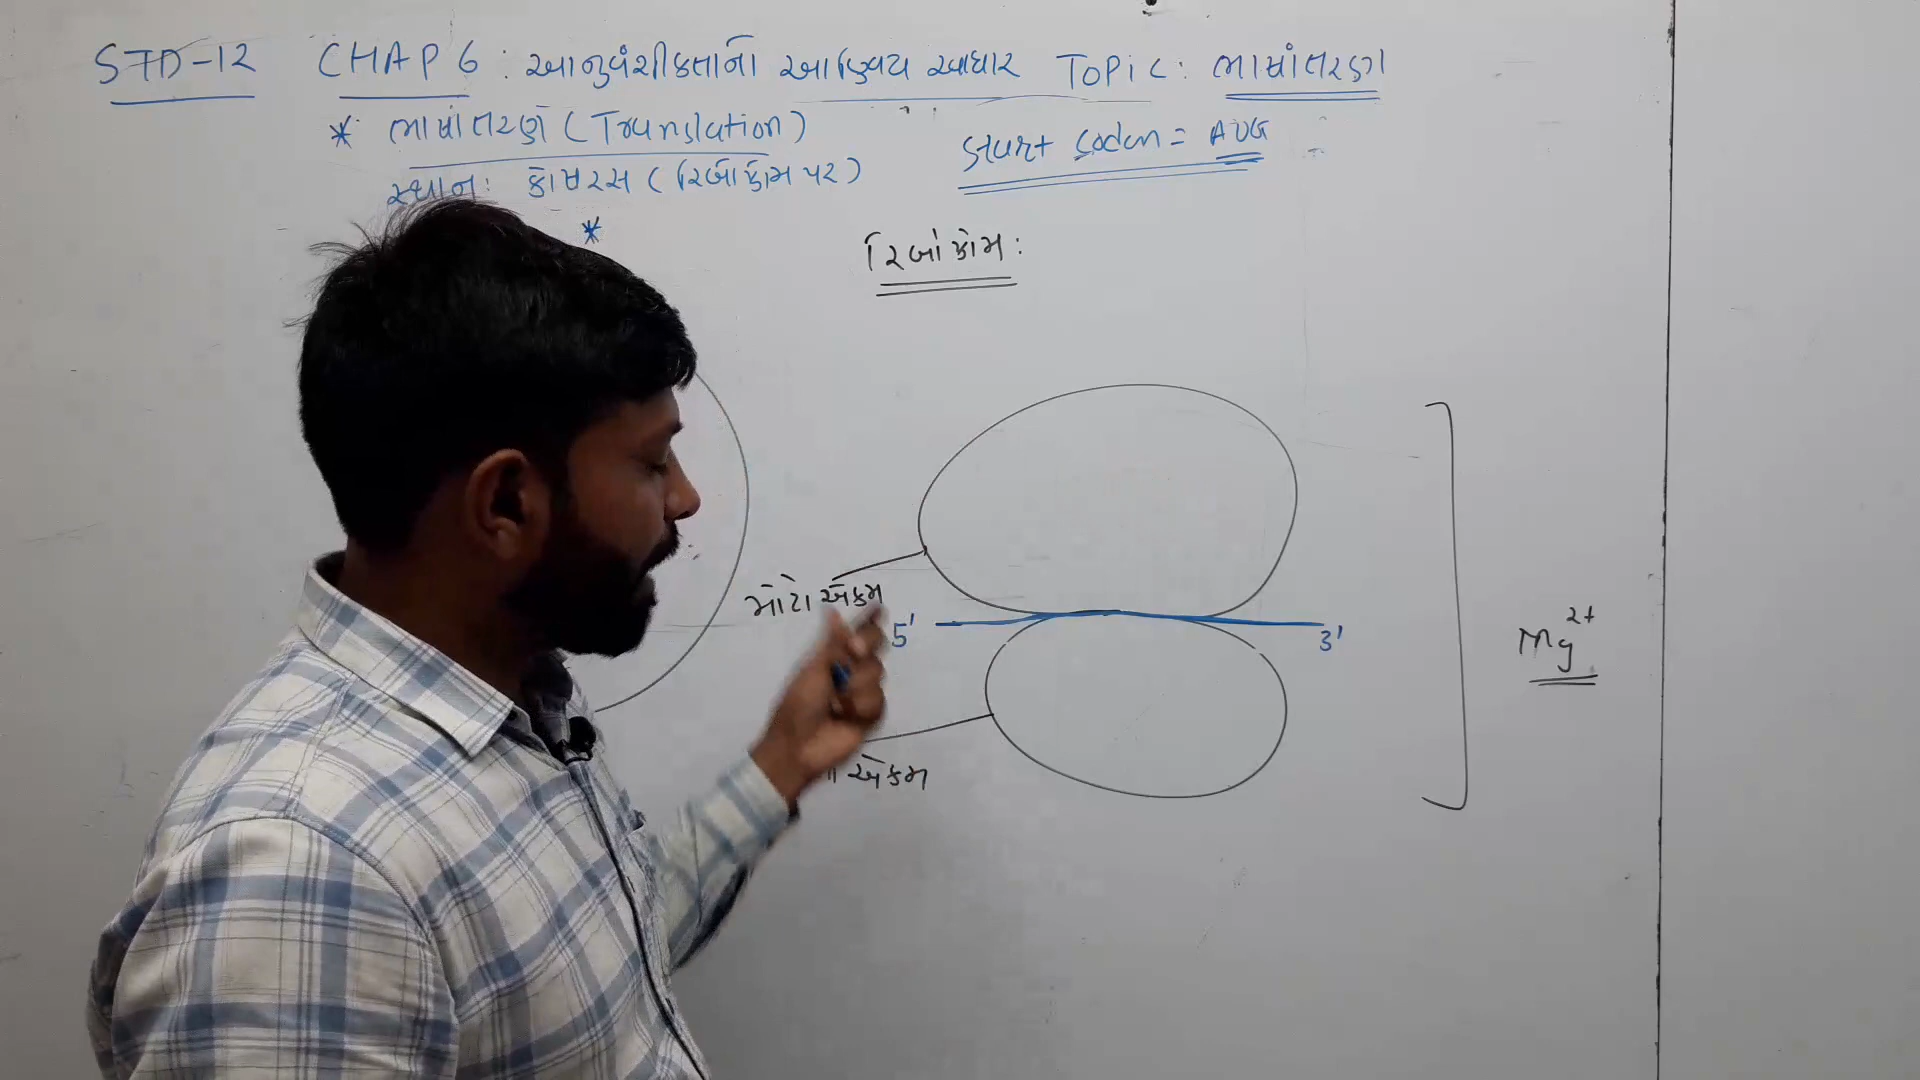 STD-12 CHAP 6 : આનુવંશીકતાનો આણ્વિય આધાર TOPIC : ભાષાંતરણ
* ભાષાંતરણ (Translation)
સ્થાન: કોષરસ (રિબોઝોમ પર)
Start codon = AUG
*
રિબોઝોમ :
મોટો એકમ
5' 3'
Mg2+
એકમ